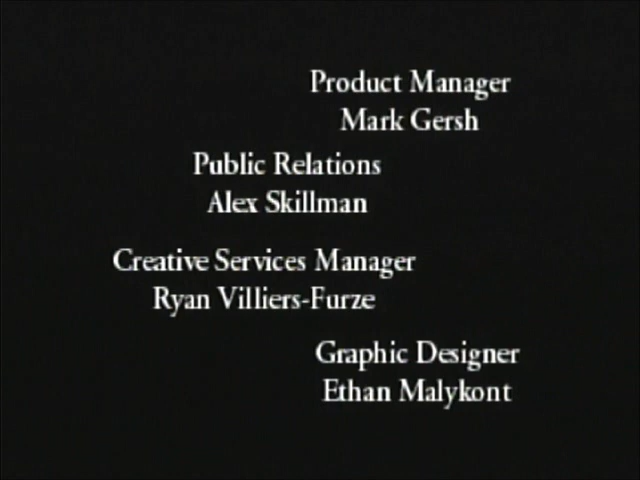 Product Manager
Mark Gersh
Public Relations
Alex Skillman
Creative Services Manager
Ryan Villiers-Furze
Graphic Designer
Ethan Malykont